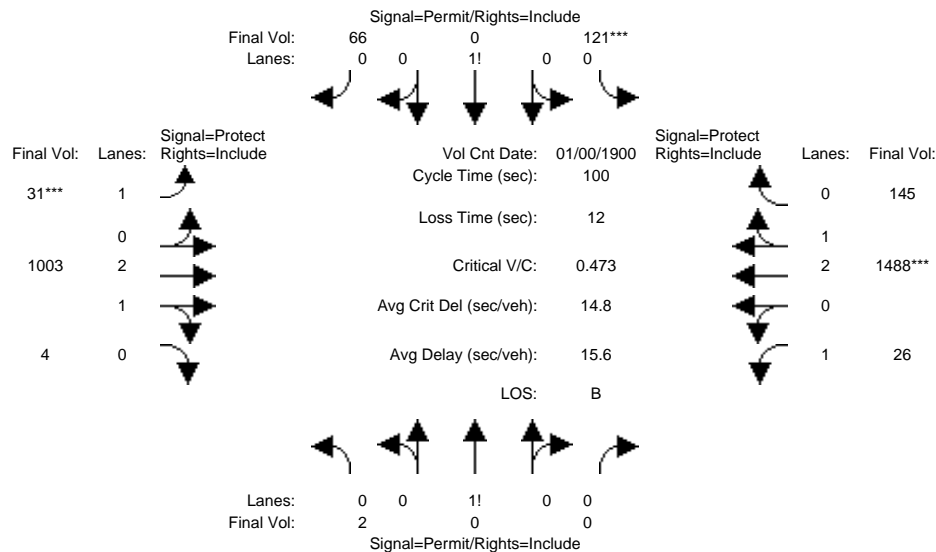 Signal=Permit/Rights=Include
Final Vol: 66 0 121***
Lanes: 0 0 1! 0 0
Signal=Protect Signal=Protect
Final Vol: Lanes: Rights=Include Vol Cnt Date: 01/00/1900 Rights=Include Lanes: Final Vol:
Cycle Time (sec): 100
31*** 1 0 145
Loss Time (sec): 12
0 1
1003 2 Critical V/C: 0.473 2 1488***
1 Avg Crit Del (sec/veh): 14.8 0
4 0 Avg Delay (sec/veh): 15.6 1 26
LOS: B
Lanes: 0 0 1! 0 0
Final Vol: 2 0 0
Signal=Permit/Rights=Include